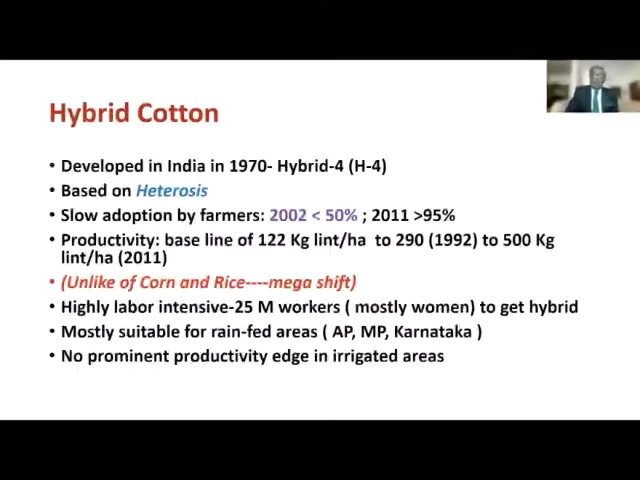 Hybrid Cotton
• Developed in India in 1970- Hybrid-4 (H-4)
• Based on Heterosis
• Slow adoption by farmers: 2002 < 50% ; 2011 >95%
• Productivity: base line of 122 Kg lint/ha to 290 (1992) to 500 Kg
lint/ha (2011)
• (Unlike of Corn and Rice----mega shift)
• Highly labor intensive-25 M workers ( mostly women) to get hybrid
• Mostly suitable for rain-fed areas ( AP, MP, Karnataka )
• No prominent productivity edge in irrigated areas